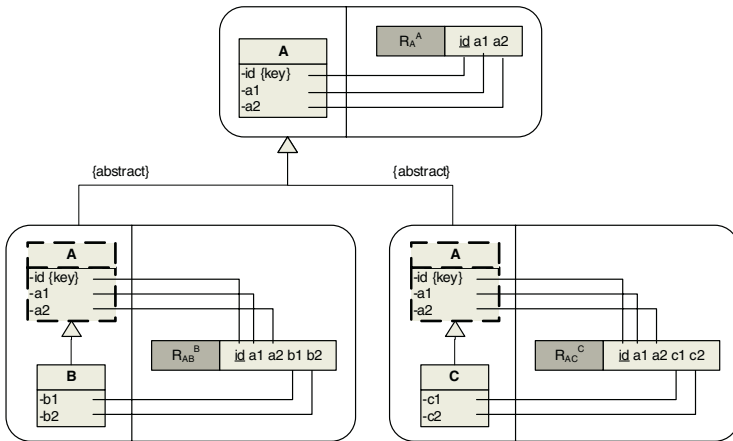 A
-id {key}
-a1
-a2
R_A^A id a1 a2
{abstract} {abstract}
A
-id {key}
-a1
-a2
R_AB^B id a1 a2 b1 b2
B
-b1
-b2
A
-id {key}
-a1
-a2
R_AC^C id a1 a2 c1 c2
C
-c1
-c2